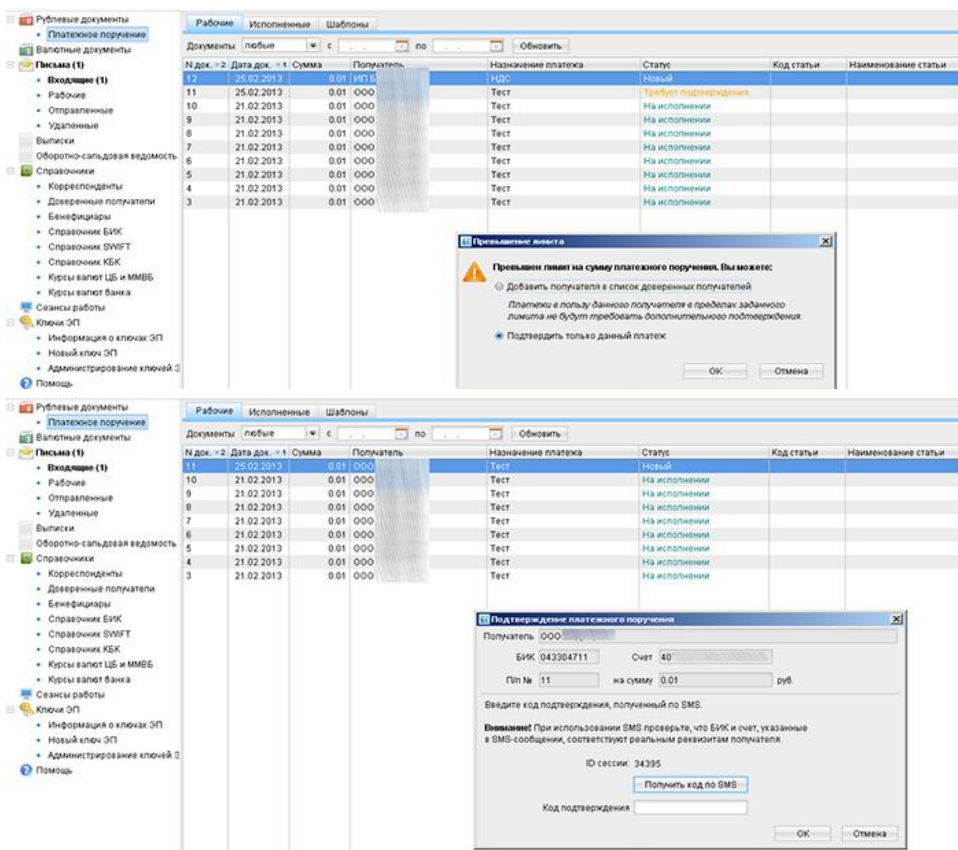 Рублевые документы
Платежное поручение
Валютные документы
Письма (1)
Входящие (1)
Рабочие
Отправленные
Удаленные
Выписки
Оборотно-сальдовая ведомость
Справочники
Корреспонденты
Доверенные получатели
Бенефициары
Справочник БИК
Справочник SWIFT
Справочник КБК
Курсы валют ЦБ и ММВБ
Курсы валют банка
Сеансы работы
Ключи ЭП
Информация о ключах ЭП
Новый ключ ЭП
Администрирование ключей Э
Помощь
Рабочие Исполненные Шаблоны
Документы любые с . . по . . Обновить
N док. 2 Дата док. 1 Сумма Получатель Назначение платежа Статус Код статьи Наименование статьи
12 25.02.2013 0.01 ИП Б НДС Новый
11 25.02.2013 0.01 ООО Тест Требует подтверждения
10 21.02.2013 0.01 ООО Тест На исполнении
9 21.02.2013 0.01 ООО Тест На исполнении
8 21.02.2013 0.01 ООО Тест На исполнении
7 21.02.2013 0.01 ООО Тест На исполнении
6 21.02.2013 0.01 ООО Тест На исполнении
5 21.02.2013 0.01 ООО Тест На исполнении
4 21.02.2013 0.01 ООО Тест На исполнении
3 21.02.2013 0.01 ООО Тест На исполнении
Превышение лимита
Превышен лимит на сумму платежного поручения. Вы можете:
Добавить получателя в список доверенных получателей
Платежи в пользу данного получателя в пределах заданного
лимита не будут требовать дополнительного подтверждения.
Подтвердить только данный платеж
ОК Отмена
Рублевые документы
Платежное поручение
Валютные документы
Письма (1)
Входящие (1)
Рабочие
Отправленные
Удаленные
Выписки
Оборотно-сальдовая ведомость
Справочники
Корреспонденты
Доверенные получатели
Бенефициары
Справочник БИК
Справочник SWIFT
Справочник КБК
Курсы валют ЦБ и ММВБ
Курсы валют банка
Сеансы работы
Ключи ЭП
Информация о ключах ЭП
Новый ключ ЭП
Администрирование ключей Э
Помощь
Рабочие Исполненные Шаблоны
Документы любые с . . по . . Обновить
N док. 2 Дата док. 1 Сумма Получатель Назначение платежа Статус Код статьи Наименование статьи
11 25.02.2013 0.01 ООО Тест Новый
10 21.02.2013 0.01 ООО Тест На исполнении
9 21.02.2013 0.01 ООО Тест На исполнении
8 21.02.2013 0.01 ООО Тест На исполнении
7 21.02.2013 0.01 ООО Тест На исполнении
6 21.02.2013 0.01 ООО Тест На исполнении
5 21.02.2013 0.01 ООО Тест На исполнении
4 21.02.2013 0.01 ООО Тест На исполнении
3 21.02.2013 0.01 ООО Тест На исполнении
Подтверждение платежного поручения
Получатель ООО
БИК 043304711 Счет 40
П/п № 11 на сумму 0.01 руб.
Введите код подтверждения, полученный по SMS.
Внимание! При использовании SMS проверьте, что БИК и счет, указанные
в SMS-сообщении, соответствуют реальным реквизитам получателя.
ID сессии: 34395
Получить код по SMS
Код подтверждения
ОК Отмена